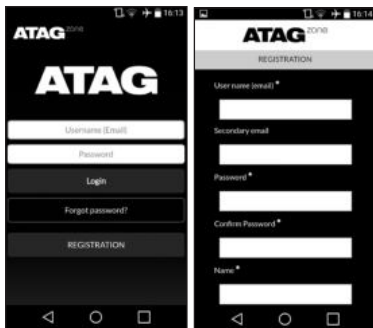 16:13
ATAG zone
ATAG
Username (Email)
Password
Login
Forgot password?
REGISTRATION
16:14
ATAG zone
REGISTRATION
User name (email) *
Secondary email
Password *
Confirm Password *
Name *